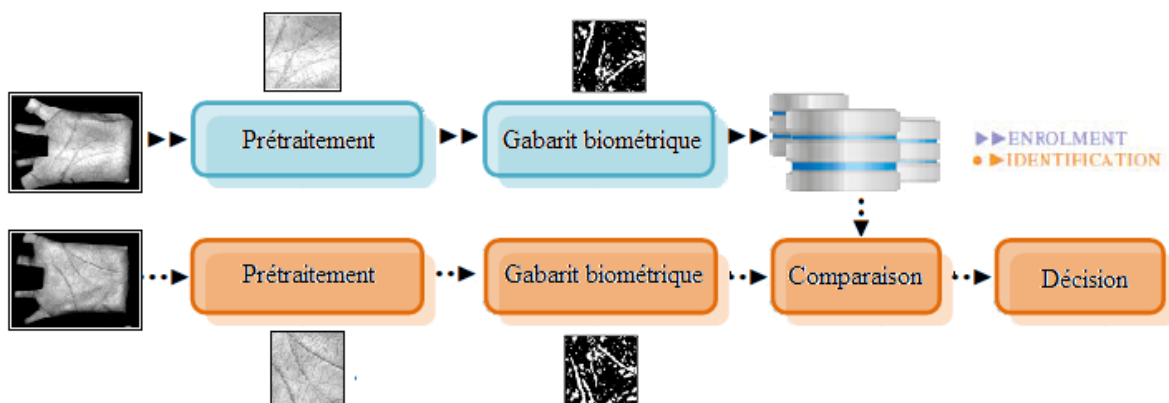 Prétraitement
Gabarit biométrique
ENROLMENT
IDENTIFICATION
Prétraitement
Gabarit biométrique
Comparaison
Décision